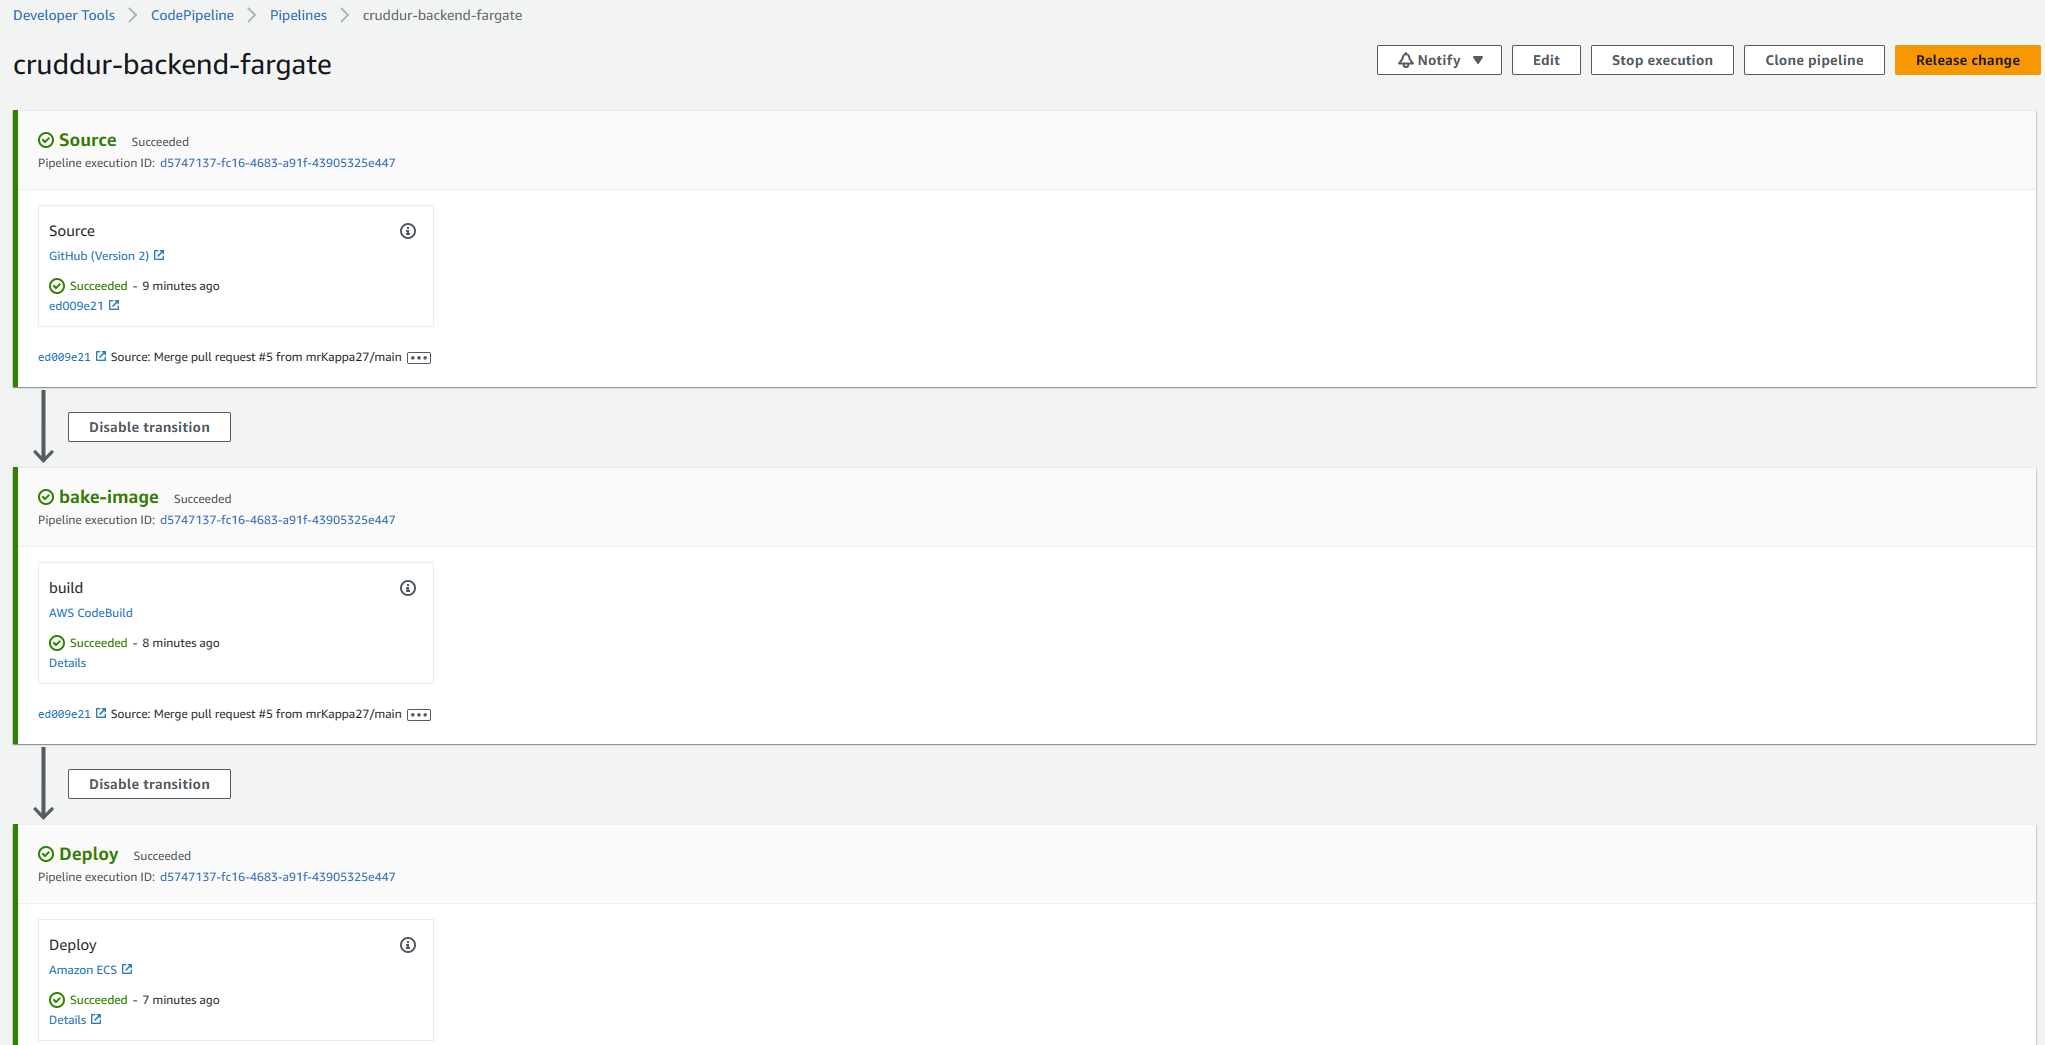 Developer Tools > CodePipeline > Pipelines > cruddur-backend-fargate
cruddur-backend-fargate
Notify ▼ Edit Stop execution Clone pipeline Release change
Source Succeeded
Pipeline execution ID: d5747137-fc16-4683-a91f-43905325e447
Source
GitHub (Version 2)
Succeeded - 9 minutes ago
ed009e21
ed009e21 Source: Merge pull request #5 from mrKappa27/main •••
Disable transition
bake-image Succeeded
Pipeline execution ID: d5747137-fc16-4683-a91f-43905325e447
build
AWS CodeBuild
Succeeded - 8 minutes ago
Details
ed009e21 Source: Merge pull request #5 from mrKappa27/main •••
Disable transition
Deploy Succeeded
Pipeline execution ID: d5747137-fc16-4683-a91f-43905325e447
Deploy
Amazon ECS
Succeeded - 7 minutes ago
Details